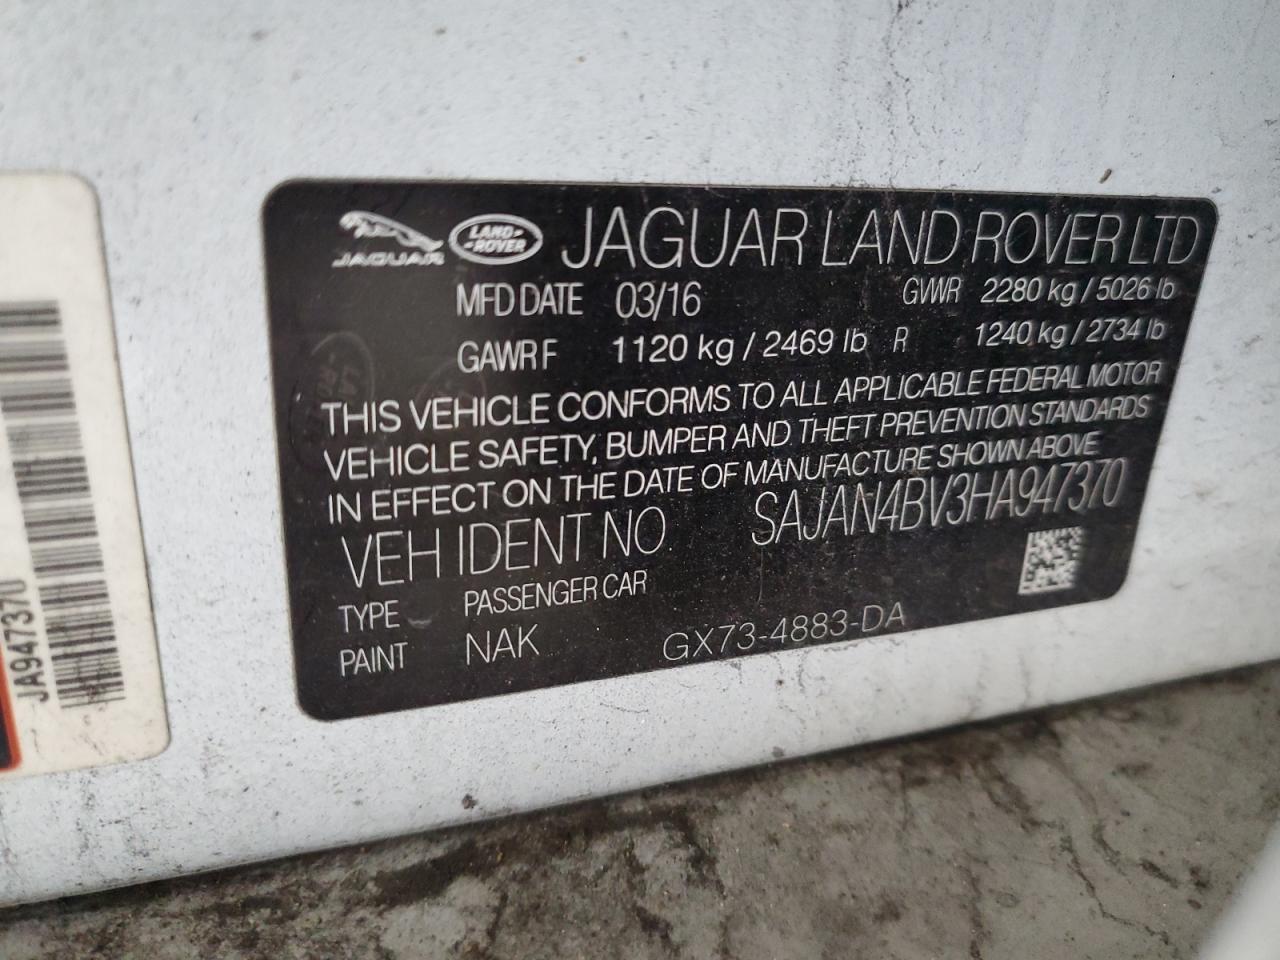 JAGUAR LAND-ROVER JAGUAR LAND ROVER LTD
MFD DATE 03/16 GVWR 2280 kg / 5026 lb
GAWR F 1120 kg / 2469 lb R 1240 kg / 2734 lb
THIS VEHICLE CONFORMS TO ALL APPLICABLE FEDERAL MOTOR
VEHICLE SAFETY, BUMPER AND THEFT PREVENTION STANDARDS
IN EFFECT ON THE DATE OF MANUFACTURE SHOWN ABOVE
VEH IDENT NO SAJAN4BV3HA947370
TYPE PASSENGER CAR
PAINT NAK GX73-4883-DA
JA947370